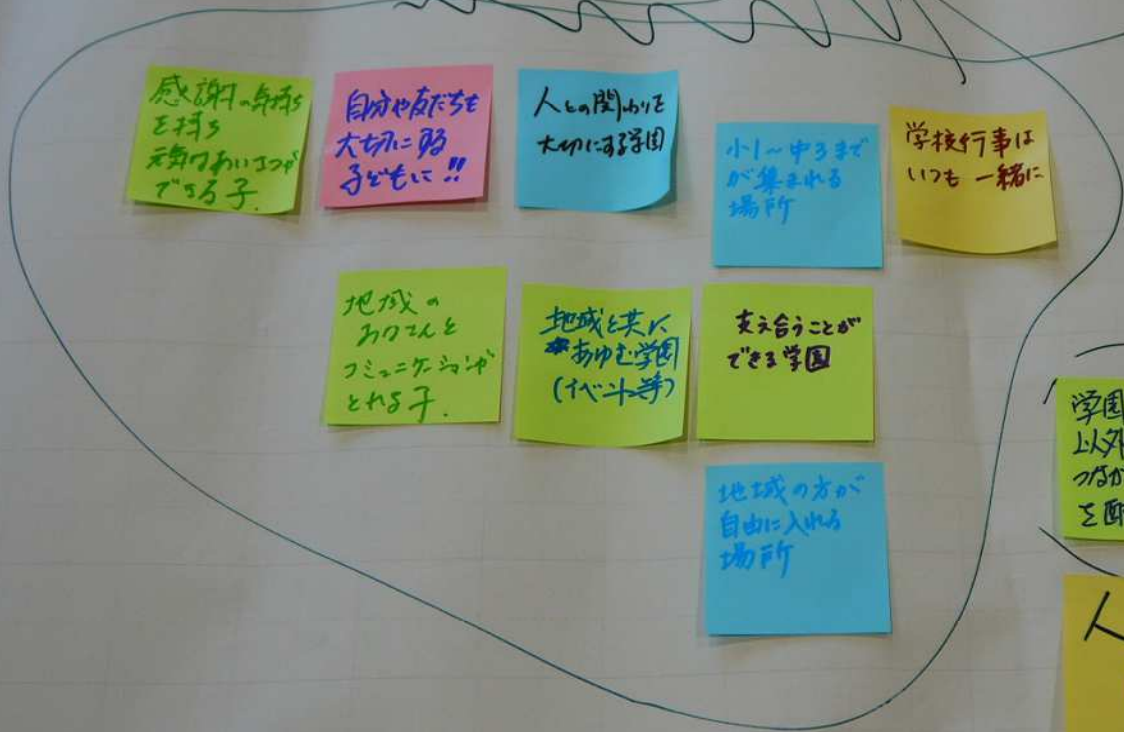 感謝の気持ち
を持ち
元気なあいさつが
できる子.
自分や友だちも
大切にする
子どもに!!
人との関わりを
大切にする学園
小1~中3まで
が集まれる
場所
学校行事は
いつも一緒に
地域の
みなさんと
コミュニケーションが
とれる子.
地域と共に
あゆむ学園
(イベント等)
支え合うことが
できる学園
地域の方が
自由に入れる
場所
学園
以外
つなが
を
人